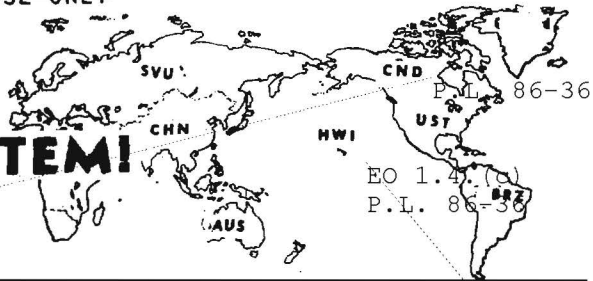 SE ONLY
SVU
CND
P.L. 86-36
UST
CHN
HWI
TEM!
EO 1.4.(c)
P.L. 86-36
BRZ
AUS